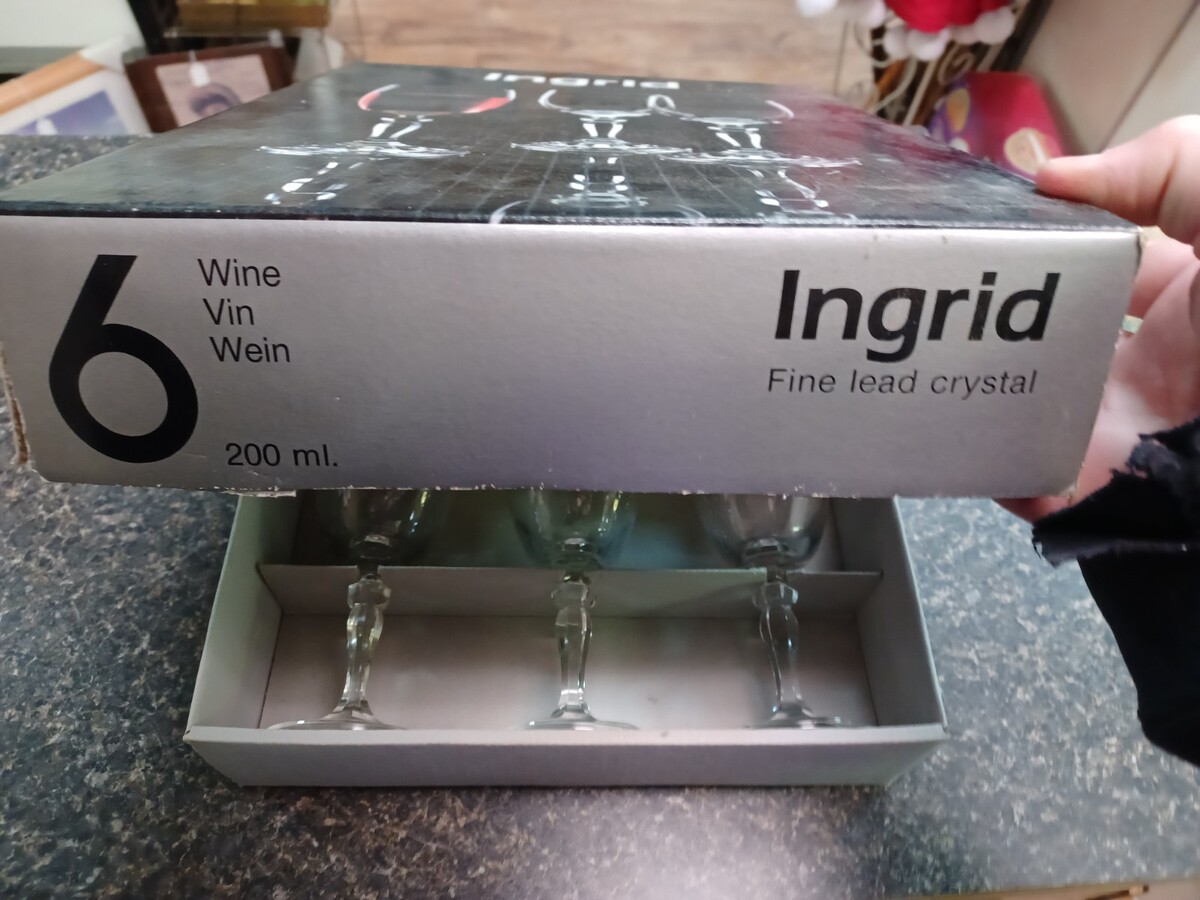 Ingrid
6
Wine
Vin
Wein
200 ml.
Ingrid
Fine lead crystal